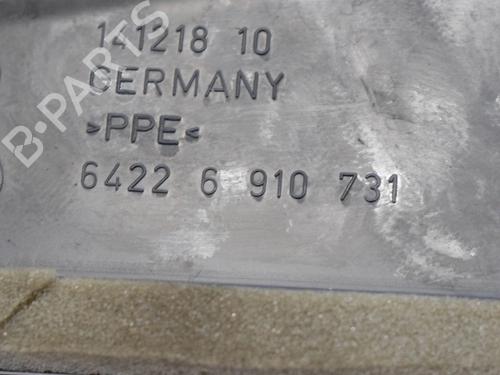 141218 10
GERMANY
>PPE<
6422 6 910 731
B-PARTS